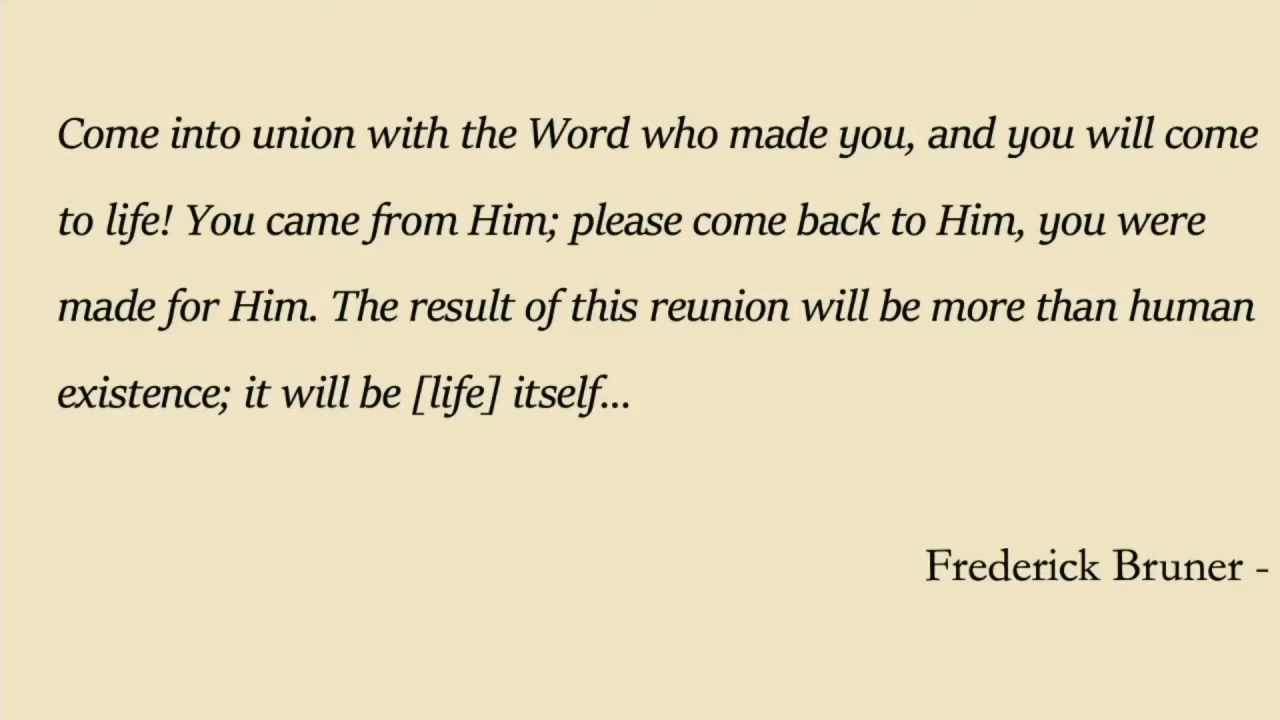 Come into union with the Word who made you, and you will come
to life! You came from Him; please come back to Him, you were
made for Him. The result of this reunion will be more than human
existence; it will be [life] itself...
Frederick Bruner -